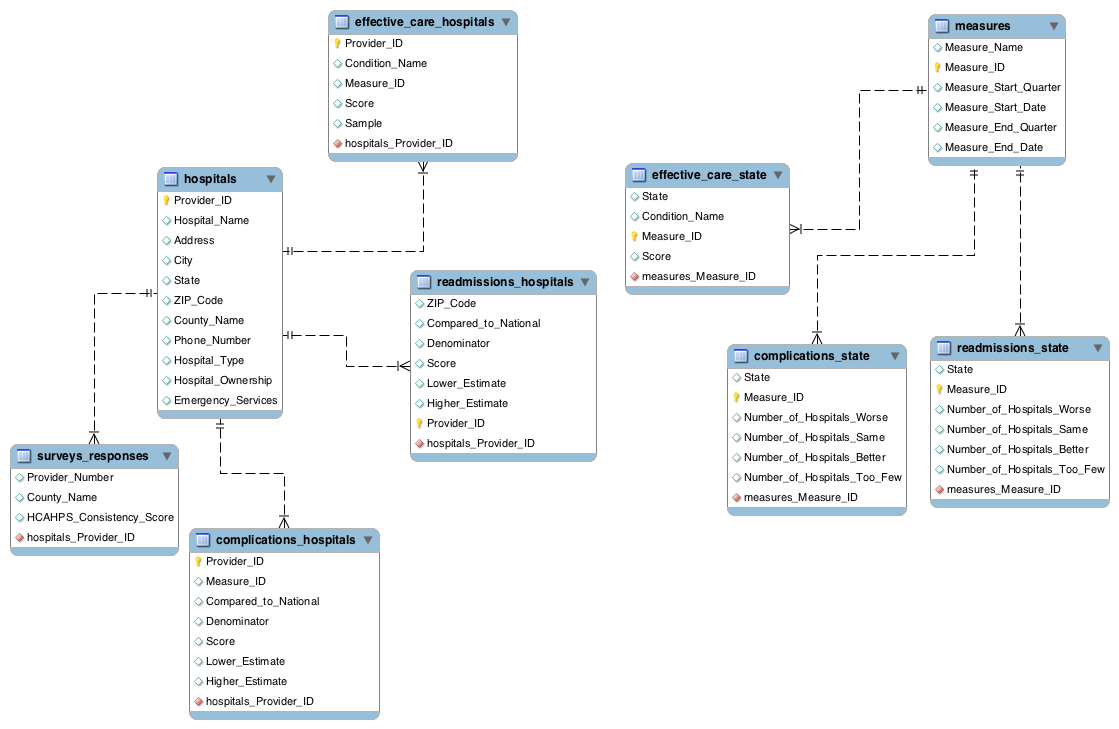 effective_care_hospitals
Provider_ID
Condition_Name
Measure_ID
Score
Sample
hospitals_Provider_ID
measures
Measure_Name
Measure_ID
Measure_Start_Quarter
Measure_Start_Date
Measure_End_Quarter
Measure_End_Date
hospitals
Provider_ID
Hospital_Name
Address
City
State
ZIP_Code
County_Name
Phone_Number
Hospital_Type
Hospital_Ownership
Emergency_Services
effective_care_state
State
Condition_Name
Measure_ID
Score
measures_Measure_ID
readmissions_hospitals
ZIP_Code
Compared_to_National
Denominator
Score
Lower_Estimate
Higher_Estimate
Provider_ID
hospitals_Provider_ID
complications_state
State
Measure_ID
Number_of_Hospitals_Worse
Number_of_Hospitals_Same
Number_of_Hospitals_Better
Number_of_Hospitals_Too_Few
measures_Measure_ID
readmissions_state
State
Measure_ID
Number_of_Hospitals_Worse
Number_of_Hospitals_Same
Number_of_Hospitals_Better
Number_of_Hospitals_Too_Few
measures_Measure_ID
surveys_responses
Provider_Number
County_Name
HCAHPS_Consistency_Score
hospitals_Provider_ID
complications_hospitals
Provider_ID
Measure_ID
Compared_to_National
Denominator
Score
Lower_Estimate
Higher_Estimate
hospitals_Provider_ID